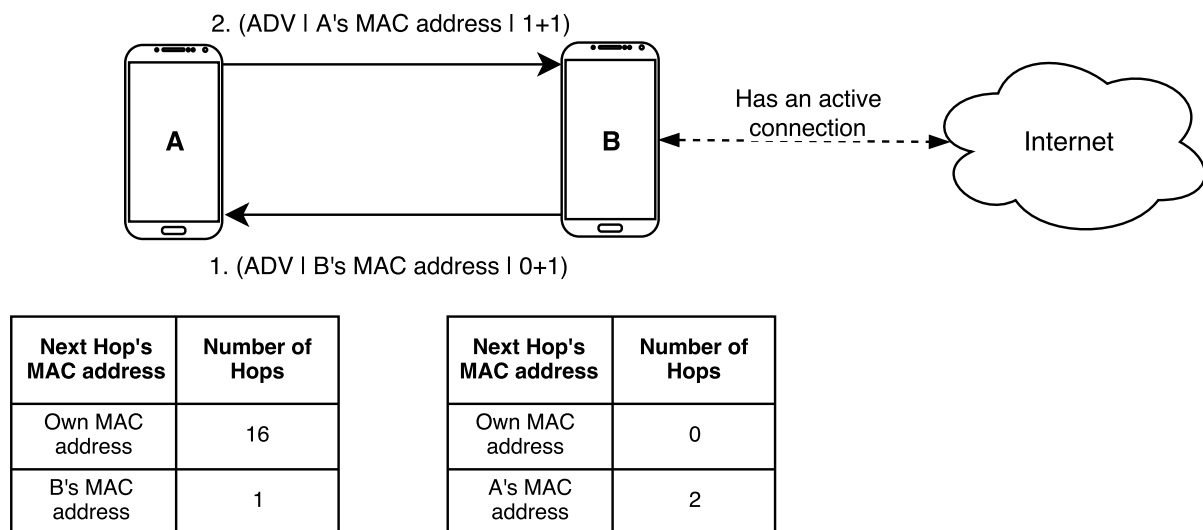 2. (ADV | A's MAC address | 1+1)
A
B
Has an active
connection
Internet
1. (ADV | B's MAC address | 0+1)
Next Hop's
MAC address
Number of
Hops
Own MAC
address
16
B's MAC
address
1
Next Hop's
MAC address
Number of
Hops
Own MAC
address
0
A's MAC
address
2